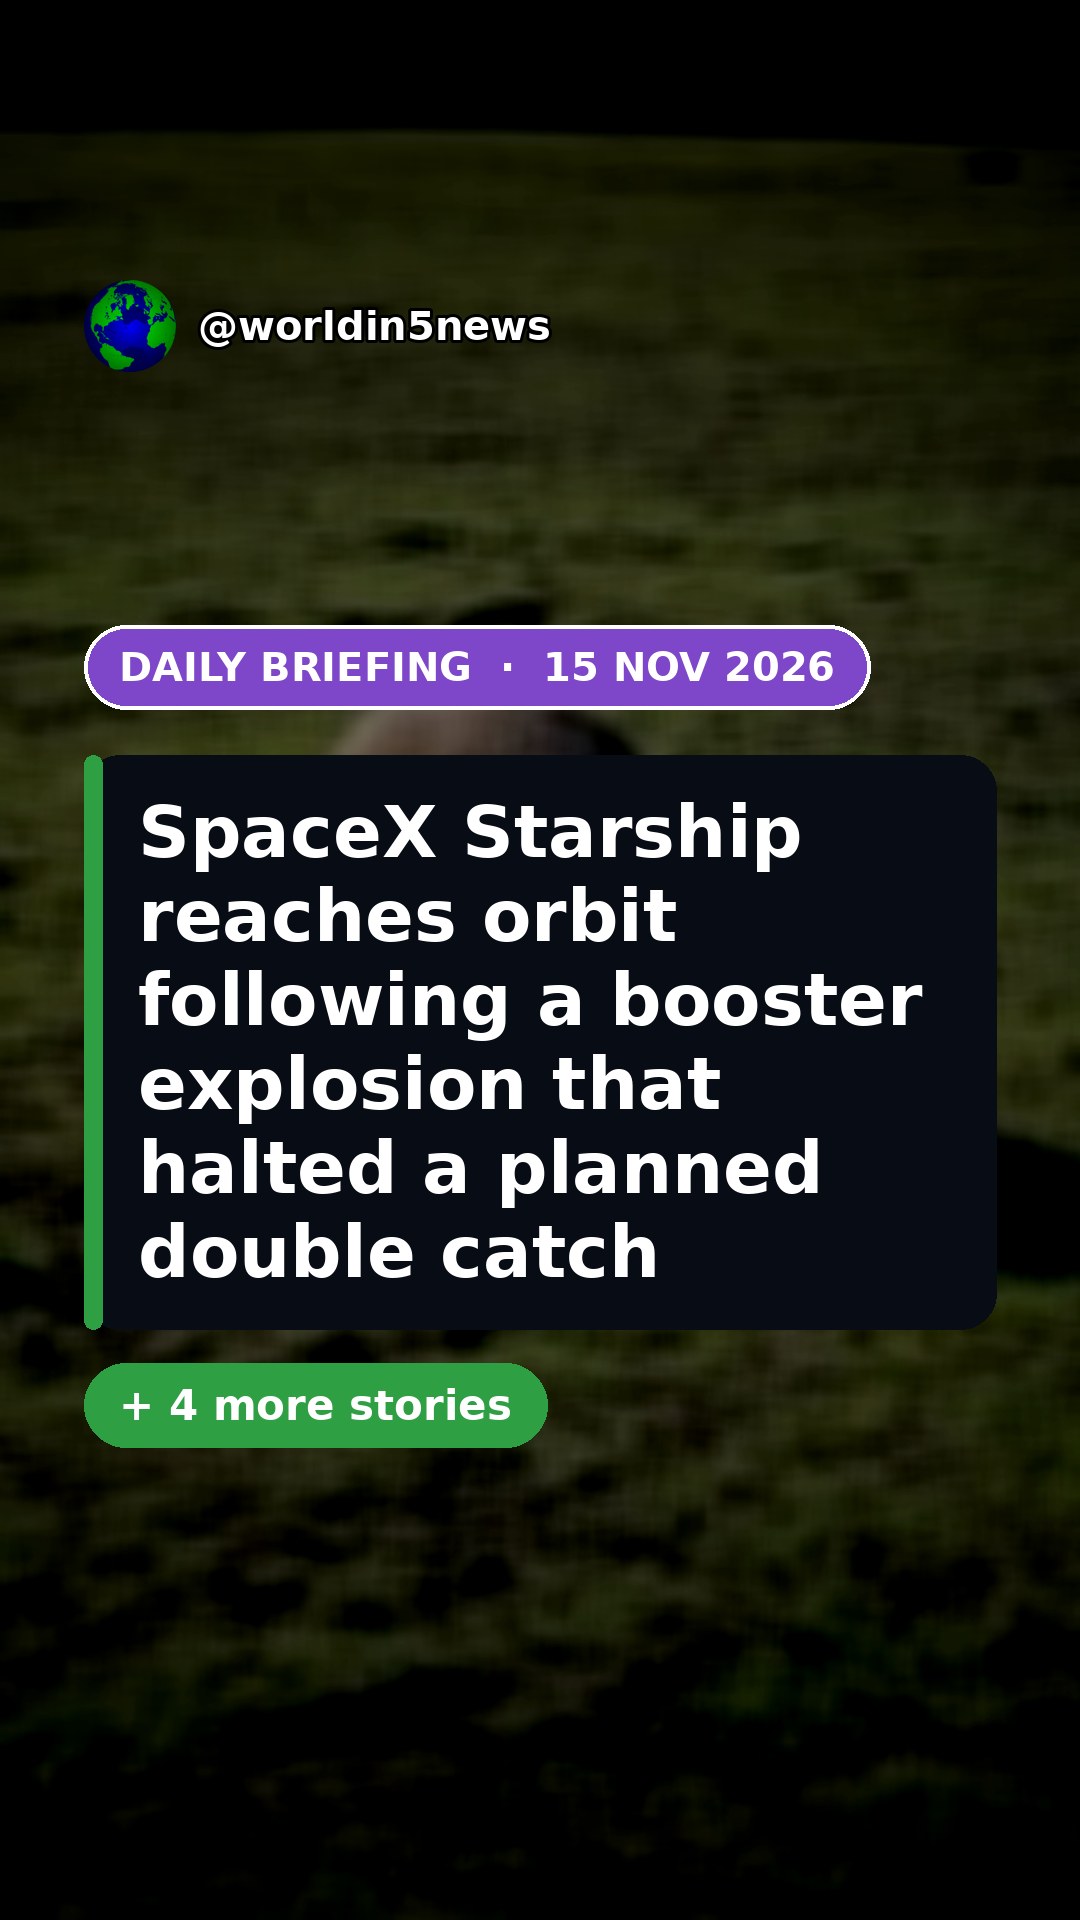 @worldin5news
DAILY BRIEFING · 15 NOV 2026
SpaceX Starship
reaches orbit
following a booster
explosion that
halted a planned
double catch
+ 4 more stories